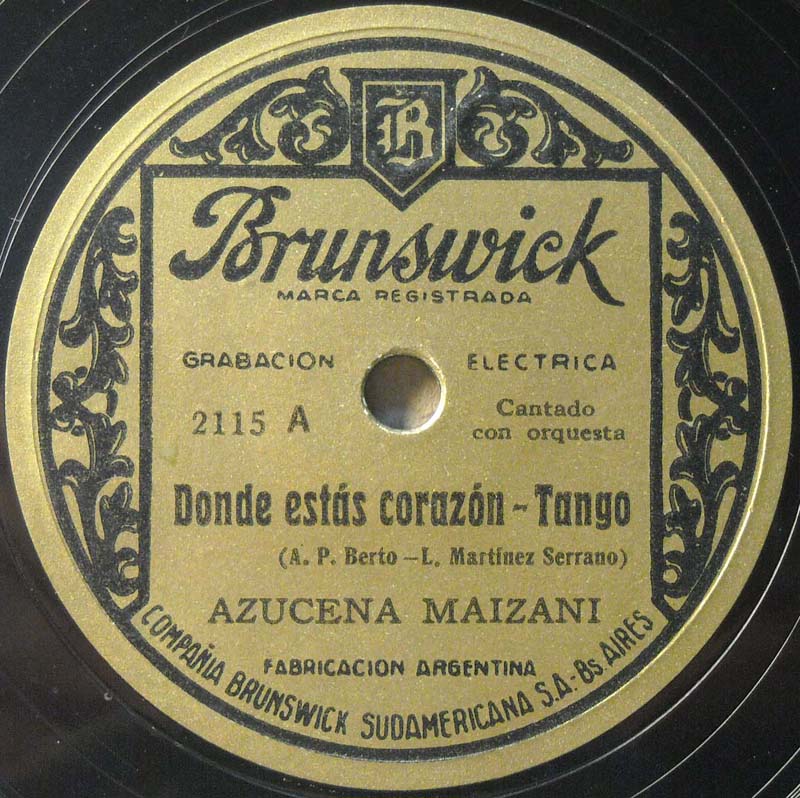 B
Brunswick
MARCA REGISTRADA
GRABACION ELECTRICA
2115 A
Cantado
con orquesta
Donde estás corazón - Tango
(A. P. Berto - L. Martínez Serrano)
AZUCENA MAIZANI
FABRICACION ARGENTINA
COMPAÑIA BRUNSWICK SUDAMERICANA S.A.- Bs. AIRES